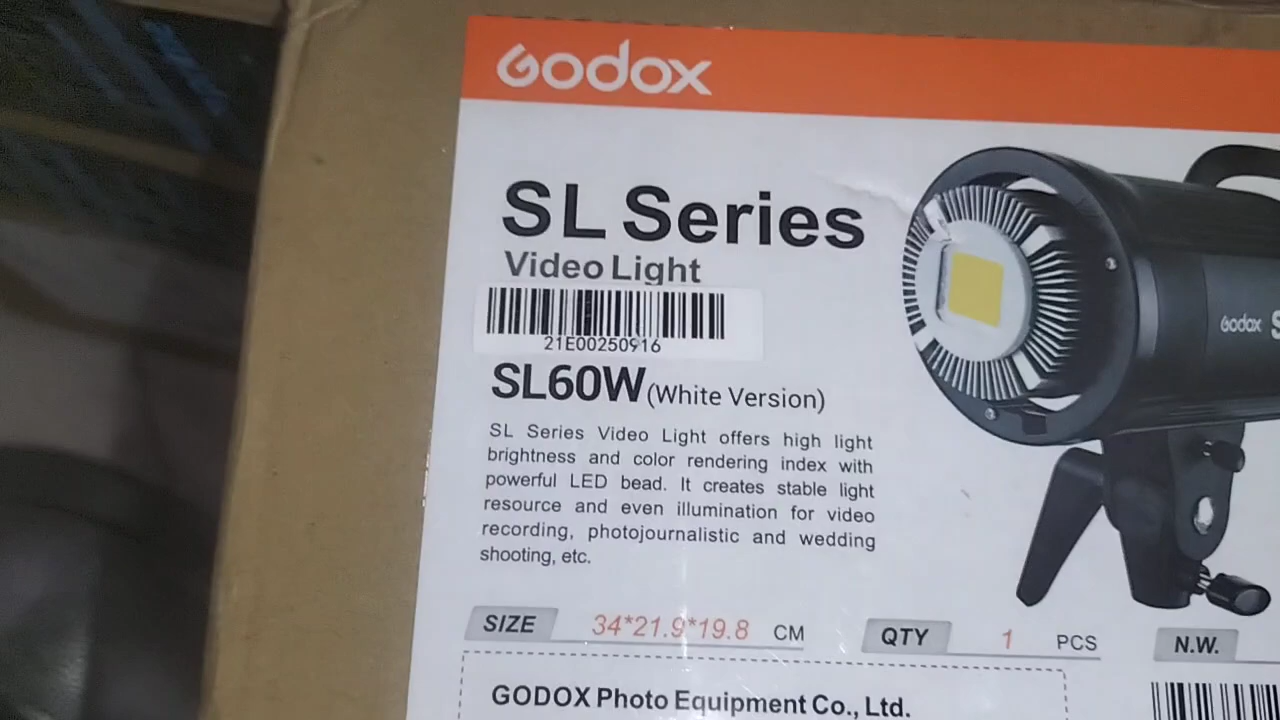 Godox
SL Series
Video Light
21E00250916
SL60W (White Version)
SL Series Video Light offers high light
brightness and color rendering index with
powerful LED bead. It creates stable light
resource and even illumination for video
recording, photojournalistic and wedding
shooting, etc.
Godox S
SIZE 34*21.9*19.8 CM QTY 1 PCS N.W.
GODOX Photo Equipment Co., Ltd.